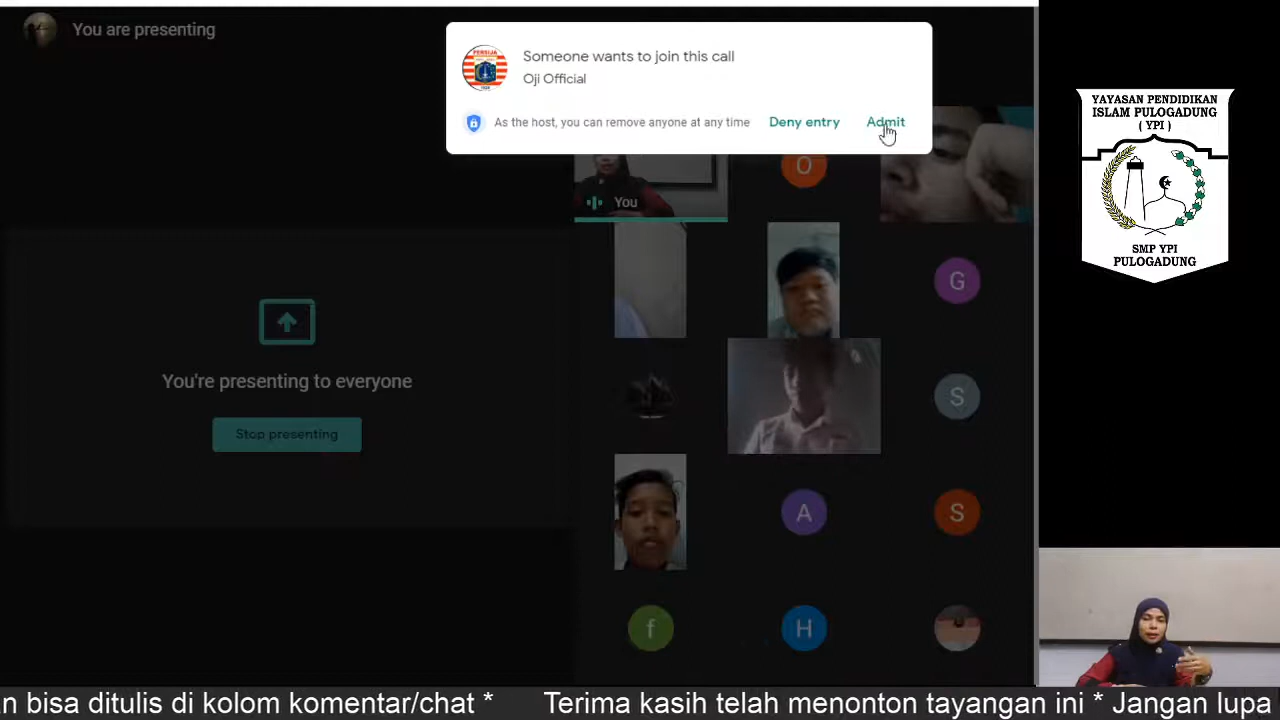 You are presenting
Someone wants to join this call
Oji Official
As the host, you can remove anyone at any time
Deny entry
Admit
YAYASAN PENDIDIKAN
ISLAM PULOGADUNG
( YPI )
SMP YPI
PULOGADUNG
PERSIJA
O
You
G
You're presenting to everyone
Stop presenting
S
A
S
f
H
n bisa ditulis di kolom komentar/chat * Terima kasih telah menonton tayangan ini * Jangan lupa